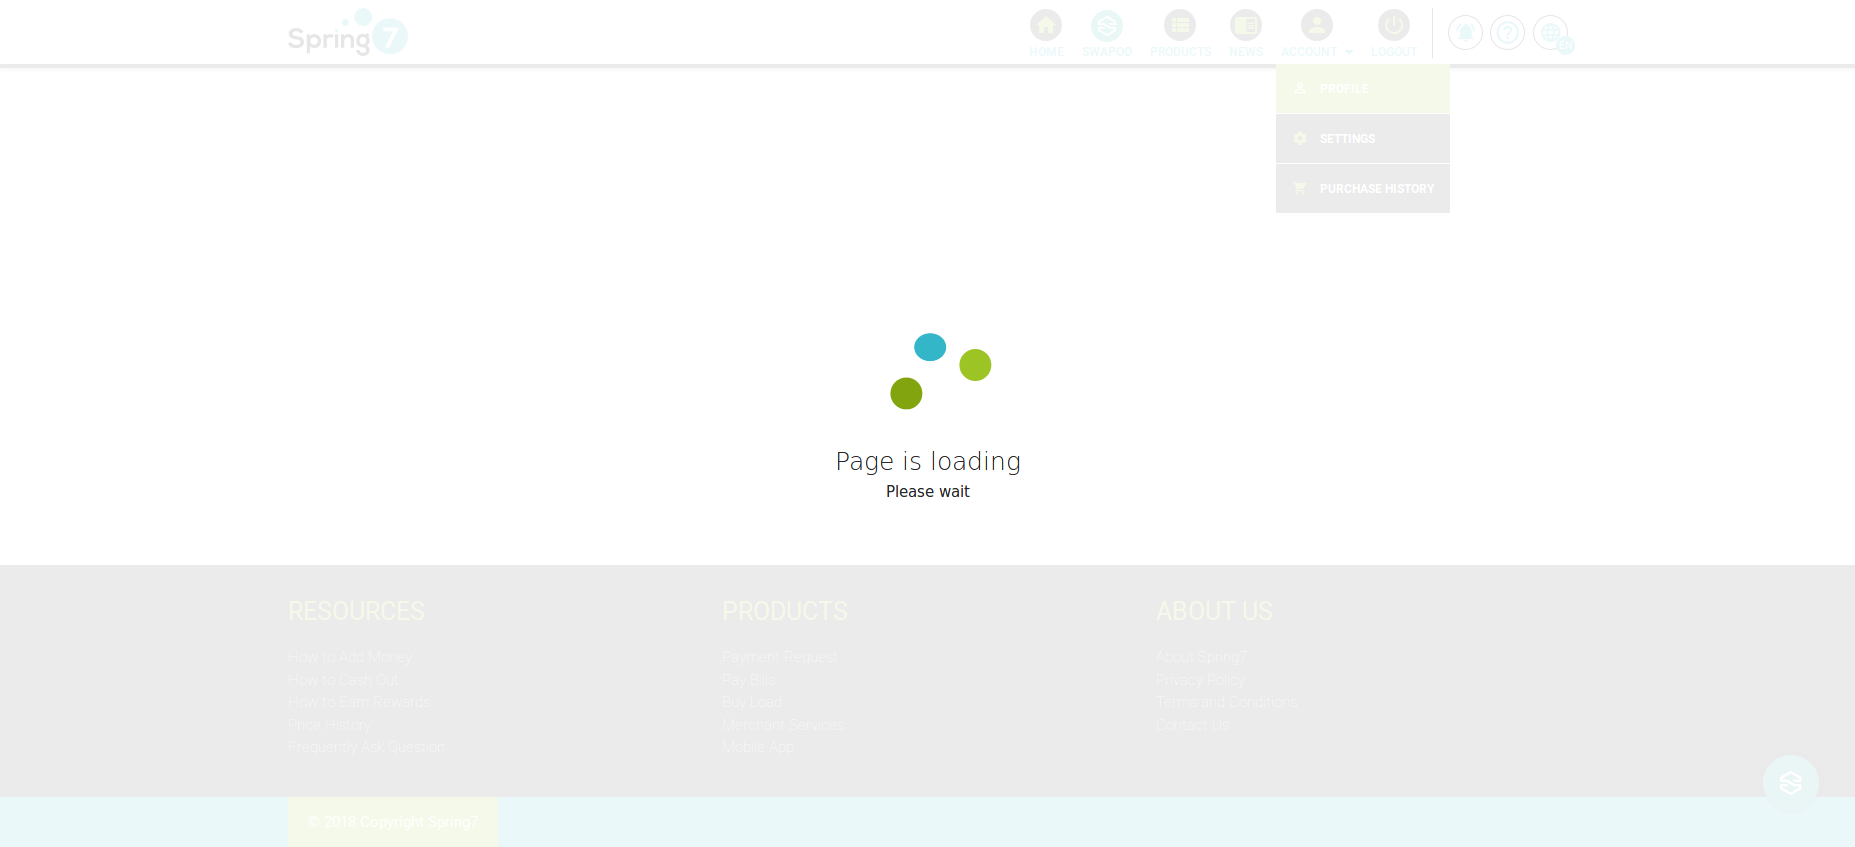 Spring7
HOME
SWAPOO
PRODUCTS
NEWS
ACCOUNT
LOGOUT
EN
PROFILE
SETTINGS
PURCHASE HISTORY
Page is loading
Please wait
RESOURCES
How to Add Money
How to Cash Out
How to Earn Rewards
Price History
Frequently Ask Question
PRODUCTS
Payment Request
Pay Bills
Buy Load
Merchant Services
Mobile App
ABOUT US
About Spring7
Privacy Policy
Terms and Conditions
Contact Us
© 2018 Copyright Spring7